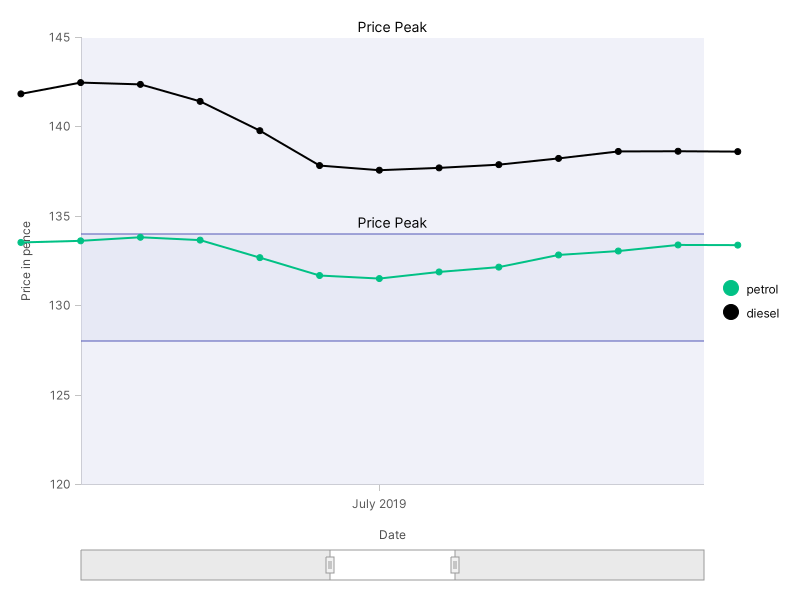 Price Peak
145
140
135
130
125
120
Price in pence
Price Peak
petrol
diesel
July 2019
Date